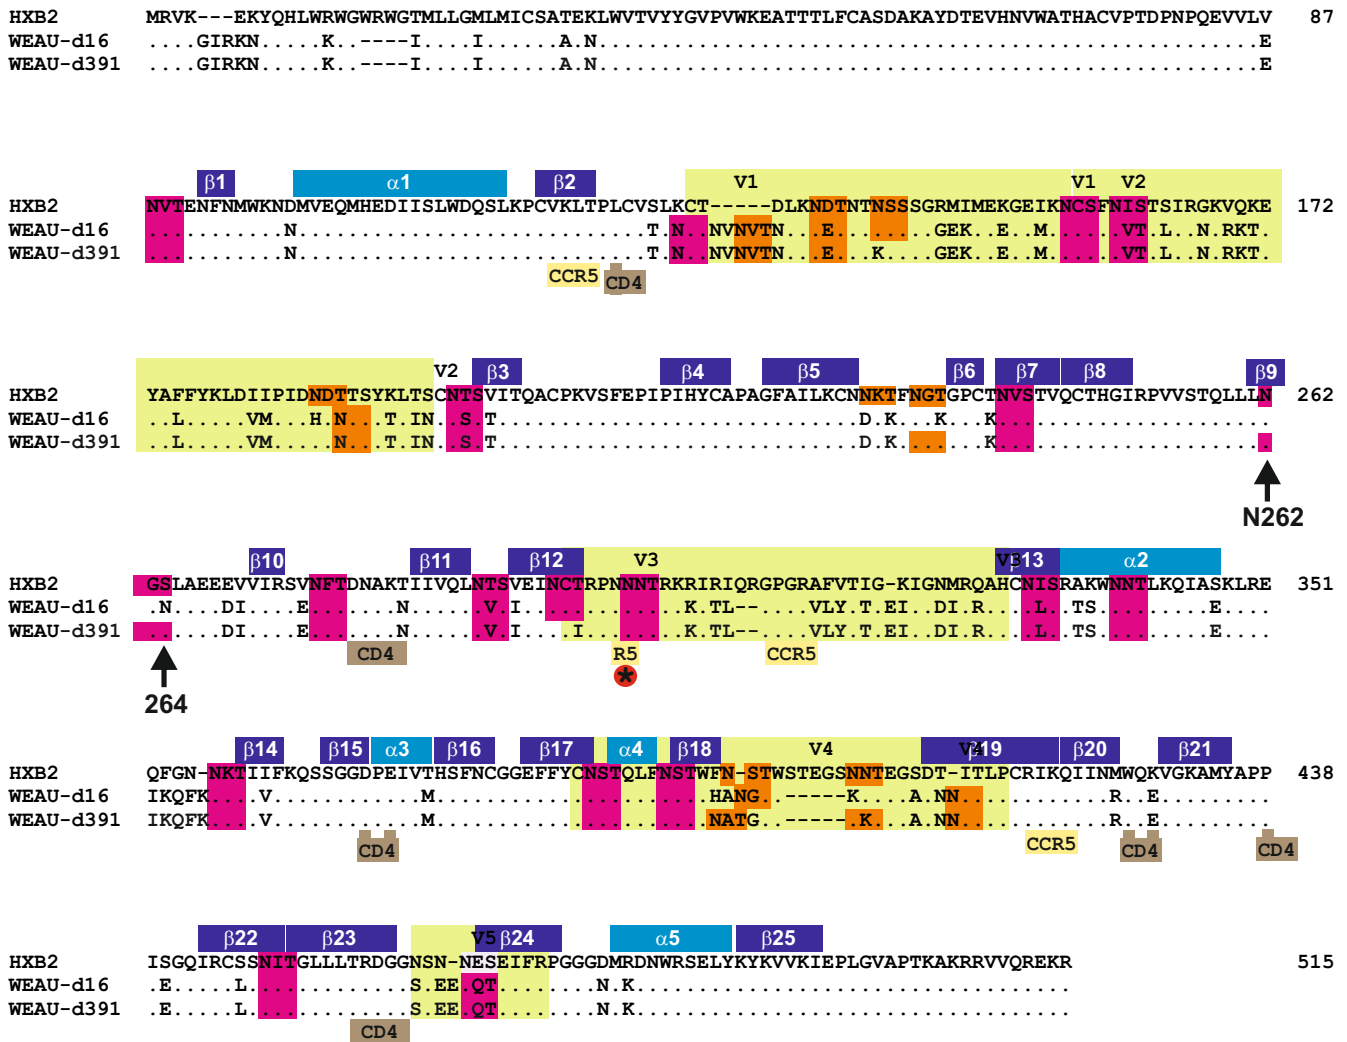 HXB2 MRVK---EKYQHLWRWGWRWGTMLLGMLMICSATEKLWVTVYYGVPVWKEATTTLFCASDAKAYDTEVHNVWATHACVPTDPNPQEVVLV 87
WEAU-d16 ....GIRKN.....K..----I....I......A.N.....................................................E
WEAU-d391 ....GIRKN.....K..----I....I......A.N.....................................................E
β1 α1 β2 V1 V1 V2
HXB2 NVTENFNMWKNDMVEQMHEDIISLWDQSLKPCVKLTPLCVSLKCT-----DLKNDTNTNSSSGRMIMEKGEIKNCSFNISTSIRGKVQKE 172
WEAU-d16 ...........N............................T.N..NVNVTN...E........GEK..E..M......VT.L..N.RKT.
WEAU-d391 ...........N............................T.N..NVNVTN...E...K....GEK..E..M......VT.L..N.RKT.
CCR5 CD4
V2 β3 β4 β5 β6 β7 β8 β9
HXB2 YAFFYKLDIIPIDNDTTSYKLTSCNTSVITQACPKVSFEPIPIHYCAPAGFAILKCNNKTFNGTGPCTNVSTVQCTHGIRPVVSTQLLLN 262
WEAU-d16 ..L.....VM...H.N...T.IN..S.T.............................D.K...K...K......................
WEAU-d391 ..L.....VM.....N...T.IN..S.T.............................D.K.......K......................
N262
β10 β11 β12 V3 V3 β13 α2
HXB2 GSLAEEEVVIRSVNFTDNAKTIIVQLNTSVEINCTRPNNNTRKRIRIQRGPGRAFVTIG-KIGNMRQAHCNISRAKWNNTLKQIASKLRE 351
WEAU-d16 .N....DI....E.......N......V.I.............K.TL--....VLY.T.EI..DI.R....L..TS.........E....
WEAU-d391 ......DI....E.......N......V.I....I........K.TL--....VLY.T.EI..DI.R....L..TS.........E....
CD4 R5 CCR5
*
264
β14 β15 α3 β16 β17 α4 β18 V4 V4 β19 β20 β21
HXB2 QFGN-NKTIIFKQSSGGDPEIVTHSFNCGGEFFYCNSTQLFNSTWFN-STWSTEGSNNTEGSDT-ITLPCRIKQIINMWQKVGKAMYAPP 438
WEAU-d16 IKQFK....V............M......................HANG..-----K....A.NN............R..E.........
WEAU-d391 IKQFK....V............M......................NATG..-----.K...A.NN............R..E.........
CD4 CCR5 CD4 CD4
β22 β23 V5 β24 α5 β25
HXB2 ISGQIRCSSNITGLLLTRDGGNSN-NESEIFRPGGGDMRDNWRSELYKYKVVKIEPLGVAPTKAKRRVVQREKR 515
WEAU-d16 .E.....L.............S.EE.QT........N.K...................................
WEAU-d391 .E.....L.............S.EE.QT........N.K...................................
CD4